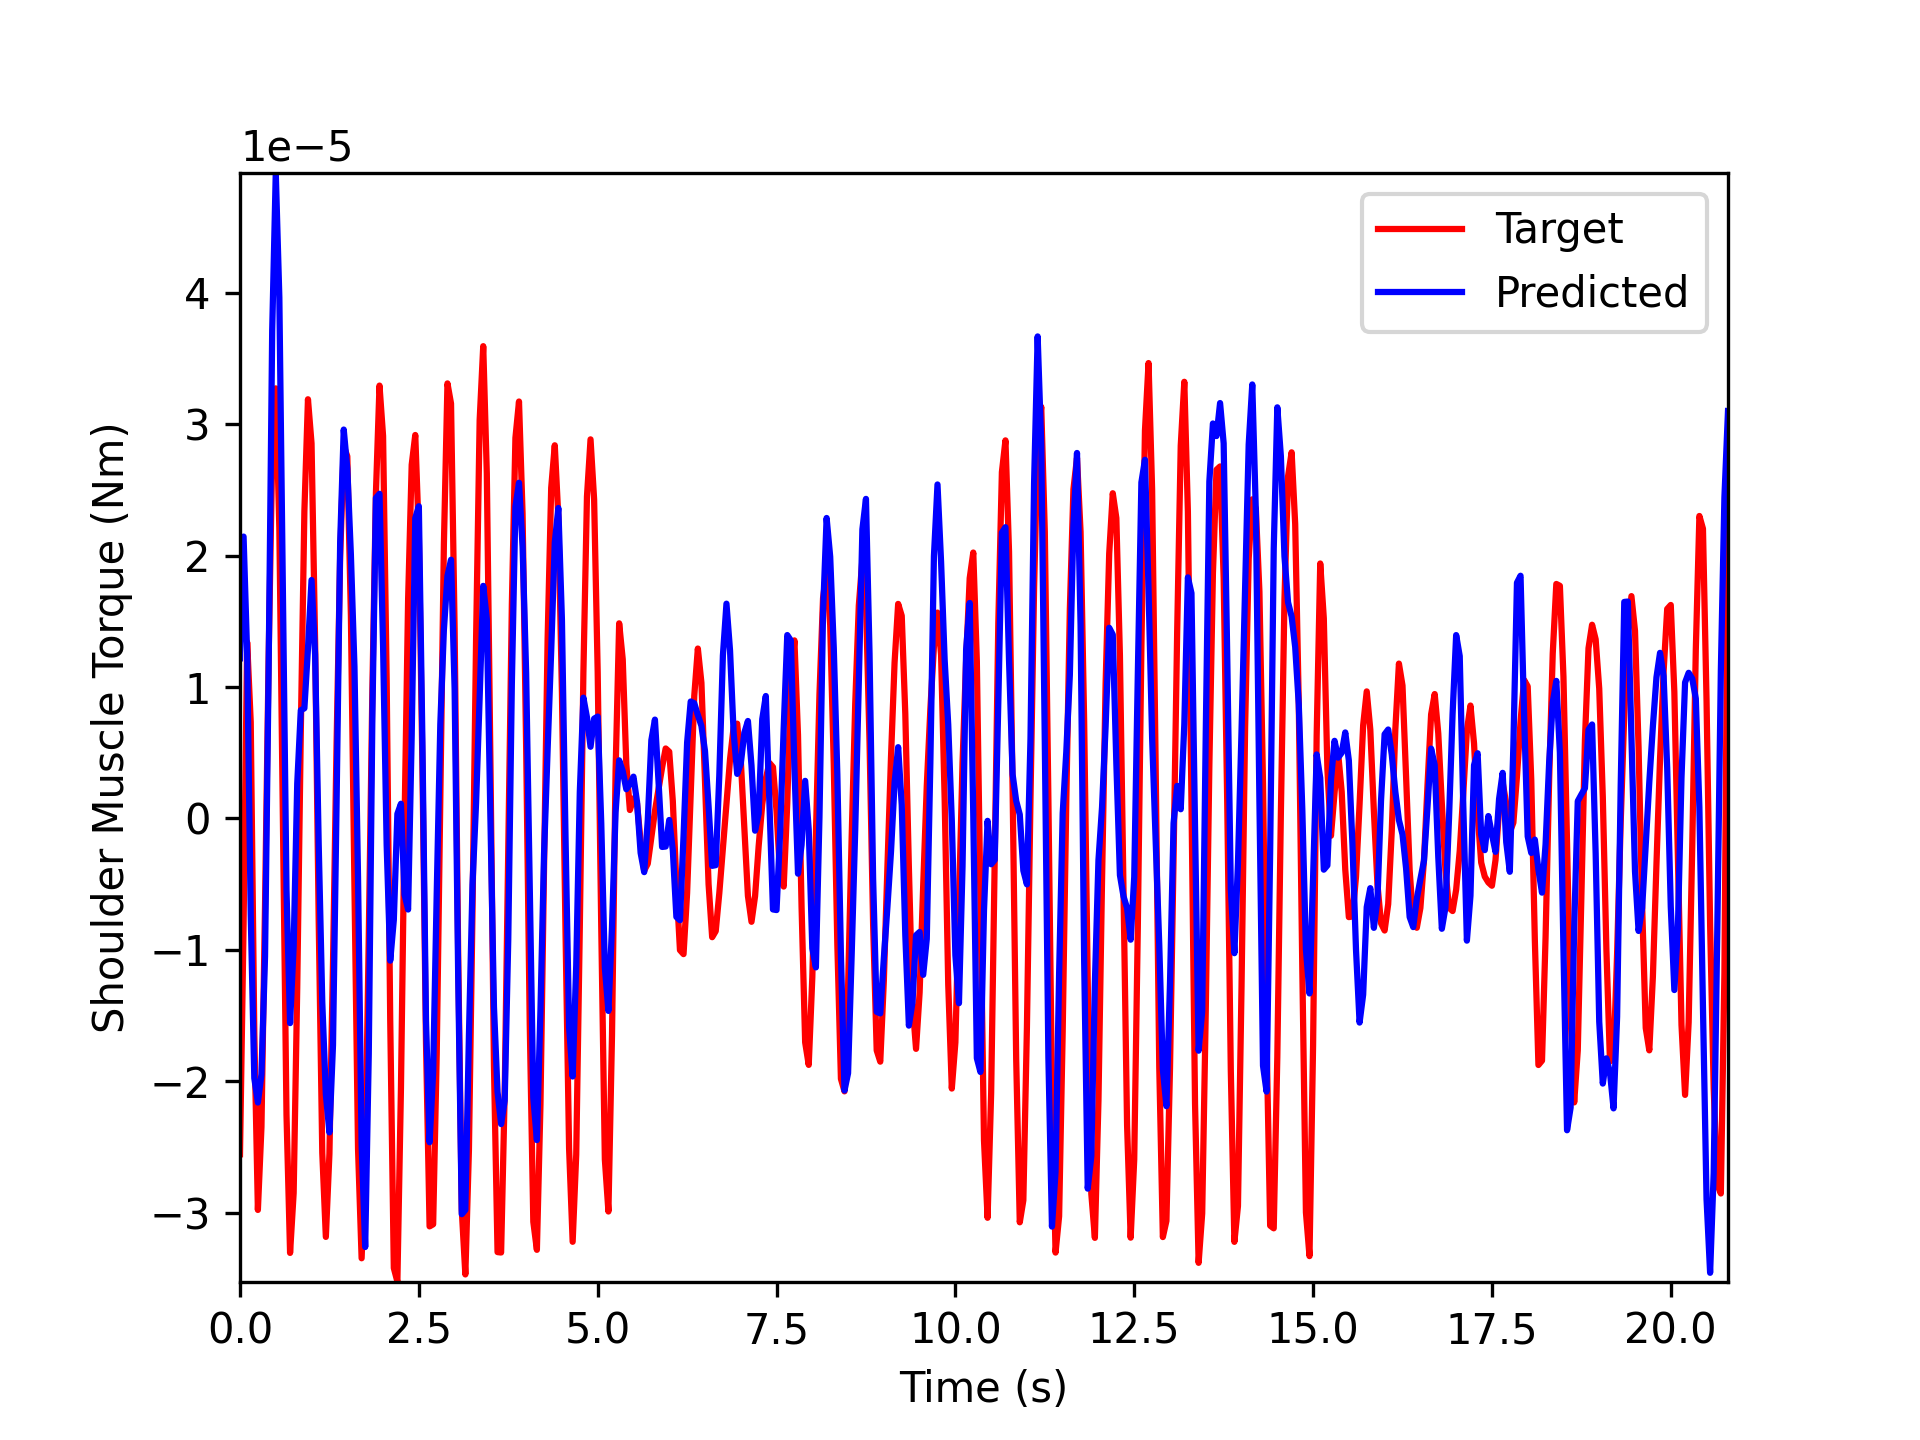 1e−5
Target
Predicted
4
3
2
1
0
−1
−2
−3
Shoulder Muscle Torque (Nm)
0.0 2.5 5.0 7.5 10.0 12.5 15.0 17.5 20.0
Time (s)